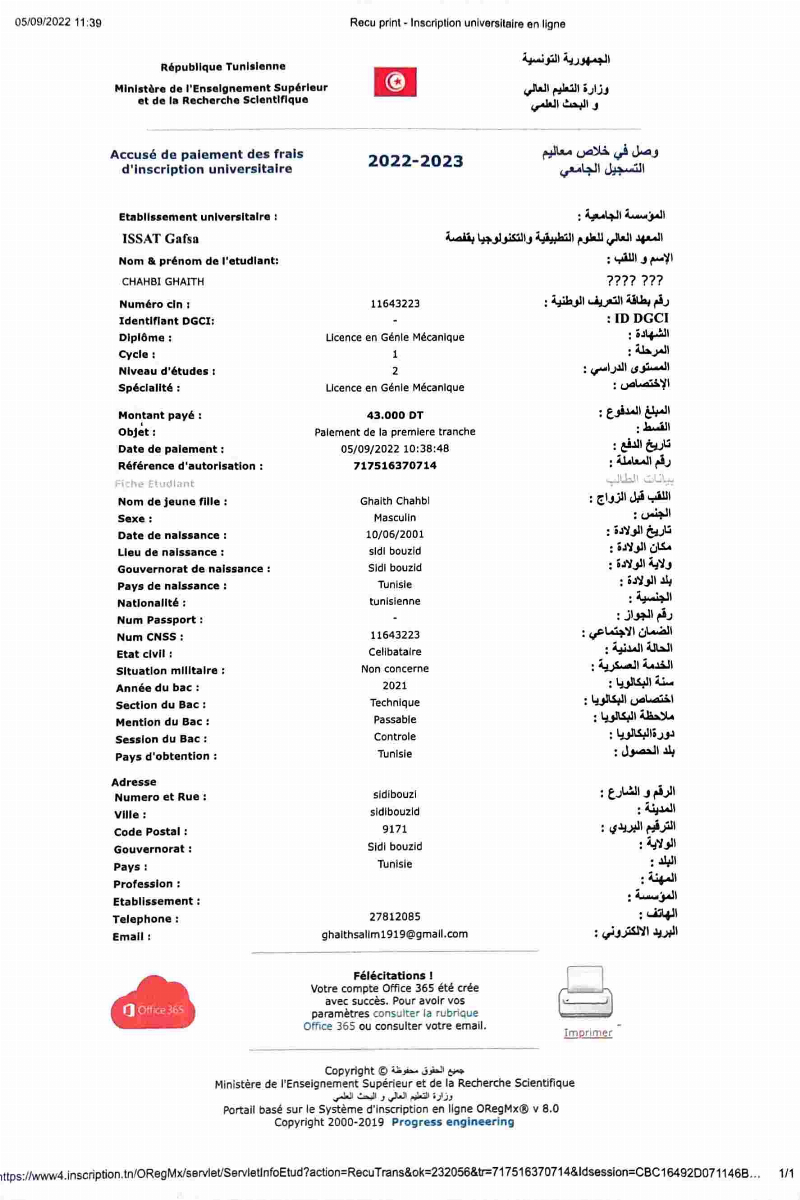 05/09/2022 11:39
Recu print - Inscription universitaire en ligne
République Tunisienne
الجمهورية التونسية
Ministère de l'Enseignement Supérieur
et de la Recherche Scientifique
وزارة التعليم العالي
و البحث العلمي
Accusé de paiement des frais
d'inscription universitaire
2022-2023
وصل في خلاص معاليم
التسجيل الجامعي
Etablissement universitaire :
المؤسسة الجامعية :
ISSAT Gafsa
المعهد العالي للعلوم التطبيقية والتكنولوجيا بقفصة
Nom & prénom de l'etudiant:
الإسم و اللقب :
CHAHBI GHAITH
???? ???
Numéro cin : 11643223 رقم بطاقة التعريف الوطنية :
Identifiant DGCI: - ID DGCI :
Diplôme : Licence en Génie Mécanique الشهادة :
Cycle : 1 المرحلة :
Niveau d'études : 2 المستوى الدراسي :
Spécialité : Licence en Génie Mécanique الإختصاص :
Montant payé : 43.000 DT المبلغ المدفوع :
Objet : Paiement de la premiere tranche القسط :
Date de paiement : 05/09/2022 10:38:48 تاريخ الدفع :
Référence d'autorisation : 717516370714 رقم المعاملة :
Fiche Etudiant بيانات الطالب
Nom de jeune fille : Ghaith Chahbi اللقب قبل الزواج :
Sexe : Masculin الجنس :
Date de naissance : 10/06/2001 تاريخ الولادة :
Lieu de naissance : sidi bouzid مكان الولادة :
Gouvernorat de naissance : Sidi bouzid ولاية الولادة :
Pays de naissance : Tunisie بلد الولادة :
Nationalité : tunisienne الجنسية :
Num Passport : - رقم الجواز :
Num CNSS : 11643223 الضمان الاجتماعي :
Etat civil : Celibataire الحالة المدنية :
Situation militaire : Non concerne الخدمة العسكرية :
Année du bac : 2021 سنة البكالويا :
Section du Bac : Technique اختصاص البكالويا :
Mention du Bac : Passable ملاحظة البكالويا :
Session du Bac : Controle دورةالبكالويا :
Pays d'obtention : Tunisie بلد الحصول :
Adresse
Numero et Rue : sidibouzi الرقم و الشارع :
Ville : sidibouzid المدينة :
Code Postal : 9171 الترقيم البريدي :
Gouvernorat : Sidi bouzid الولاية :
Pays : Tunisie البلد :
Profession : المهنة :
Etablissement : المؤسسة :
Telephone : 27812085 الهاتف :
Email : ghaithsalim1919@gmail.com البريد الالكتروني :
Office 365
Félécitations !
Votre compte Office 365 été crée
avec succès. Pour avoir vos
paramètres consulter la rubrique
Office 365 ou consulter votre email.
Imprimer
Copyright © جميع الحقوق محفوظة
Ministère de l'Enseignement Supérieur et de la Recherche Scientifique
وزارة التعليم العالي و البحث العلمي
Portail basé sur le Système d'inscription en ligne ORegMx® v 8.0
Copyright 2000-2019 Progress engineering
https://www4.inscription.tn/ORegMx/servlet/ServletInfoEtud?action=RecuTrans&ok=232056&tr=717516370714&Idsession=CBC16492D071146B... 1/1